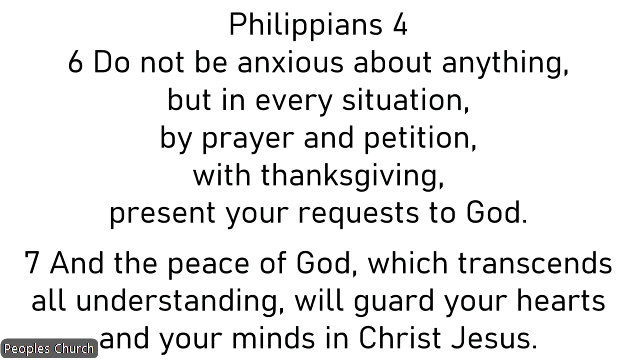 Philippians 4
6 Do not be anxious about anything,
but in every situation,
by prayer and petition,
with thanksgiving,
present your requests to God.
7 And the peace of God, which transcends
all understanding, will guard your hearts
and your minds in Christ Jesus.
Peoples Church